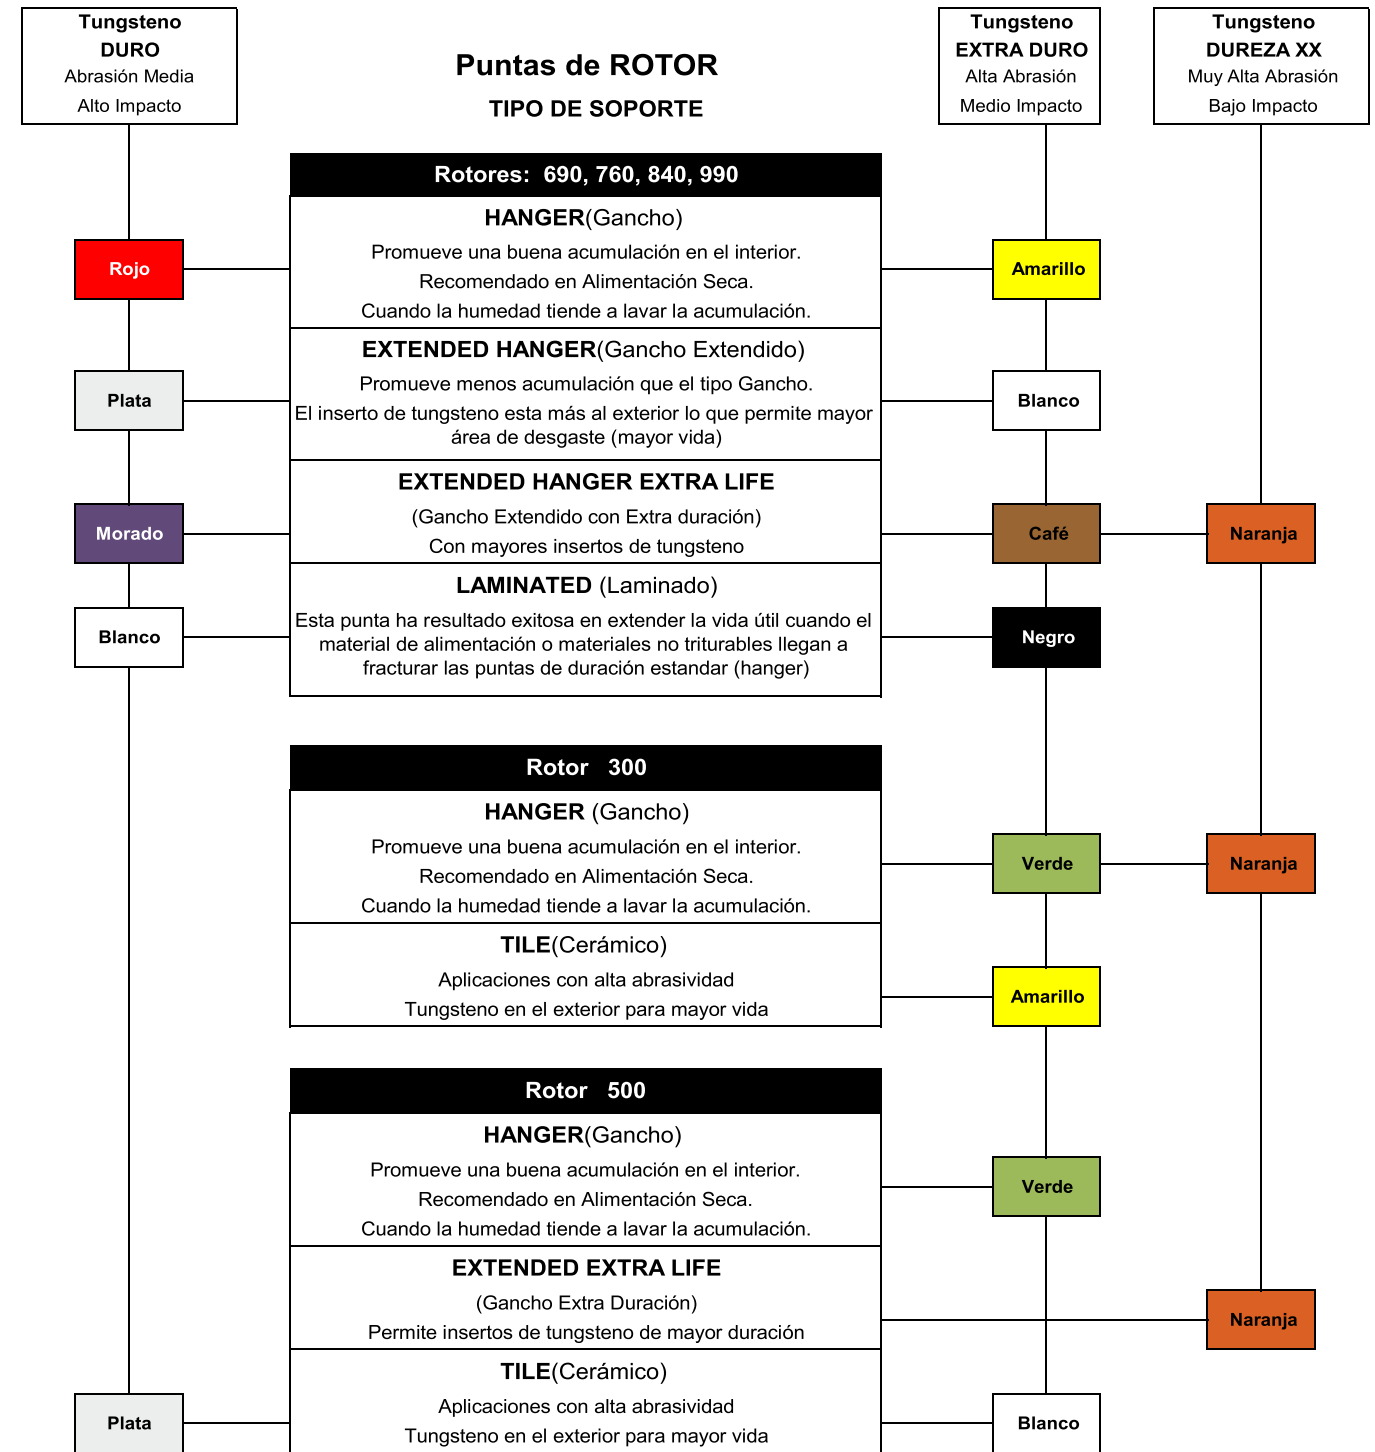 Tungsteno
DURO
Abrasión Media
Alto Impacto
Puntas de ROTOR
TIPO DE SOPORTE
Tungsteno
EXTRA DURO
Alta Abrasión
Medio Impacto
Tungsteno
DUREZA XX
Muy Alta Abrasión
Bajo Impacto
Rotores: 690, 760, 840, 990
HANGER(Gancho)
Promueve una buena acumulación en el interior.
Rojo
Amarillo
Recomendado en Alimentación Seca.
Cuando la humedad tiende a lavar la acumulación.
EXTENDED HANGER(Gancho Extendido)
Promueve menos acumulación que el tipo Gancho.
Plata
Blanco
El inserto de tungsteno esta más al exterior lo que permite mayor
área de desgaste (mayor vida)
EXTENDED HANGER EXTRA LIFE
(Gancho Extendido con Extra duración)
Morado
Café
Naranja
Con mayores insertos de tungsteno
LAMINATED (Laminado)
Esta punta ha resultado exitosa en extender la vida útil cuando el
Blanco
Negro
material de alimentación o materiales no triturables llegan a
fracturar las puntas de duración estandar (hanger)
Rotor 300
HANGER (Gancho)
Promueve una buena acumulación en el interior.
Verde
Naranja
Recomendado en Alimentación Seca.
Cuando la humedad tiende a lavar la acumulación.
TILE(Cerámico)
Aplicaciones con alta abrasividad
Amarillo
Tungsteno en el exterior para mayor vida
Rotor 500
HANGER(Gancho)
Promueve una buena acumulación en el interior.
Verde
Recomendado en Alimentación Seca.
Cuando la humedad tiende a lavar la acumulación.
EXTENDED EXTRA LIFE
(Gancho Extra Duración)
Naranja
Permite insertos de tungsteno de mayor duración
TILE(Cerámico)
Aplicaciones con alta abrasividad
Plata
Blanco
Tungsteno en el exterior para mayor vida